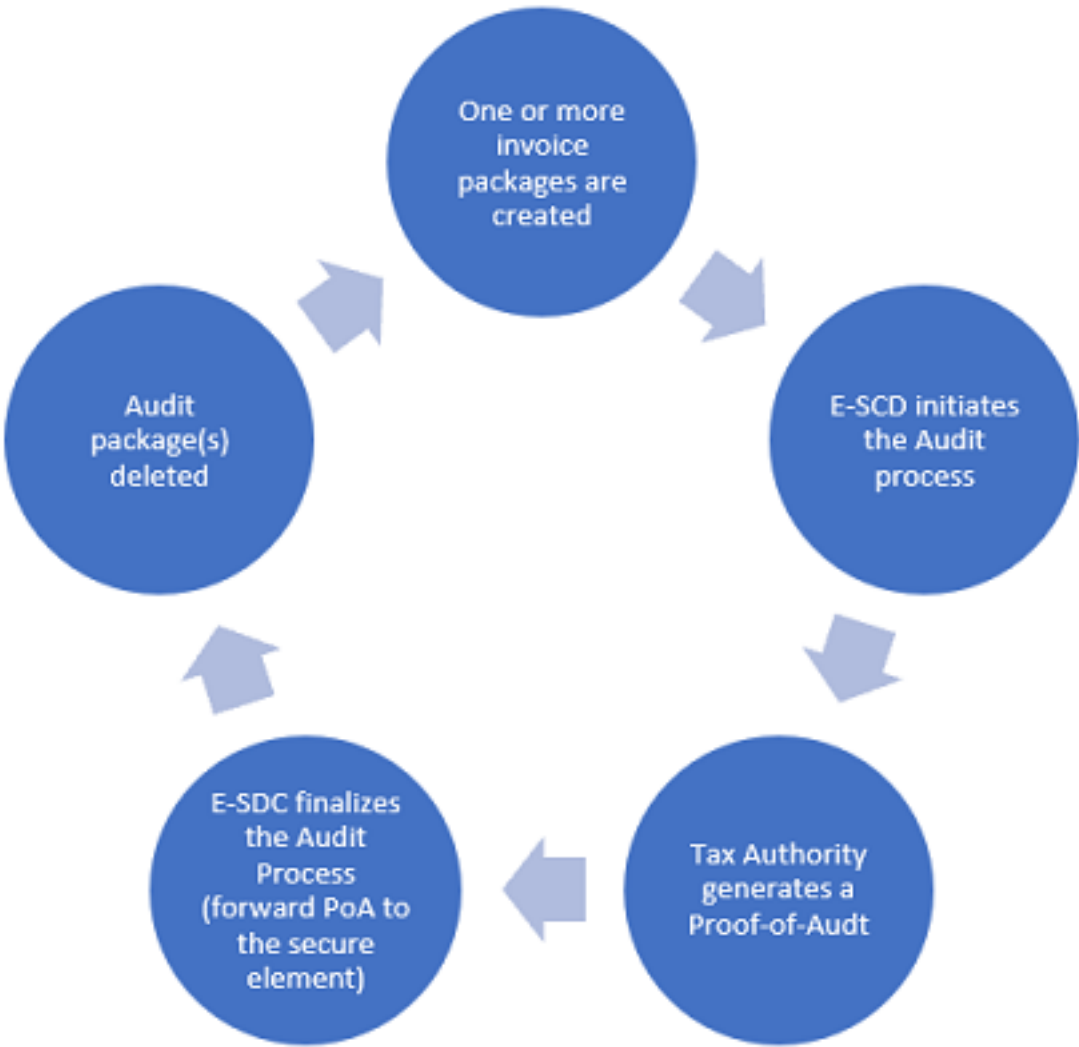 One or more
invoice
packages are
created
E-SCD initiates
the Audit
process
Tax Authority
generates a
Proof-of-Audt
E-SDC finalizes
the Audit
Process
(forward PoA to
the secure
element)
Audit
package(s)
deleted